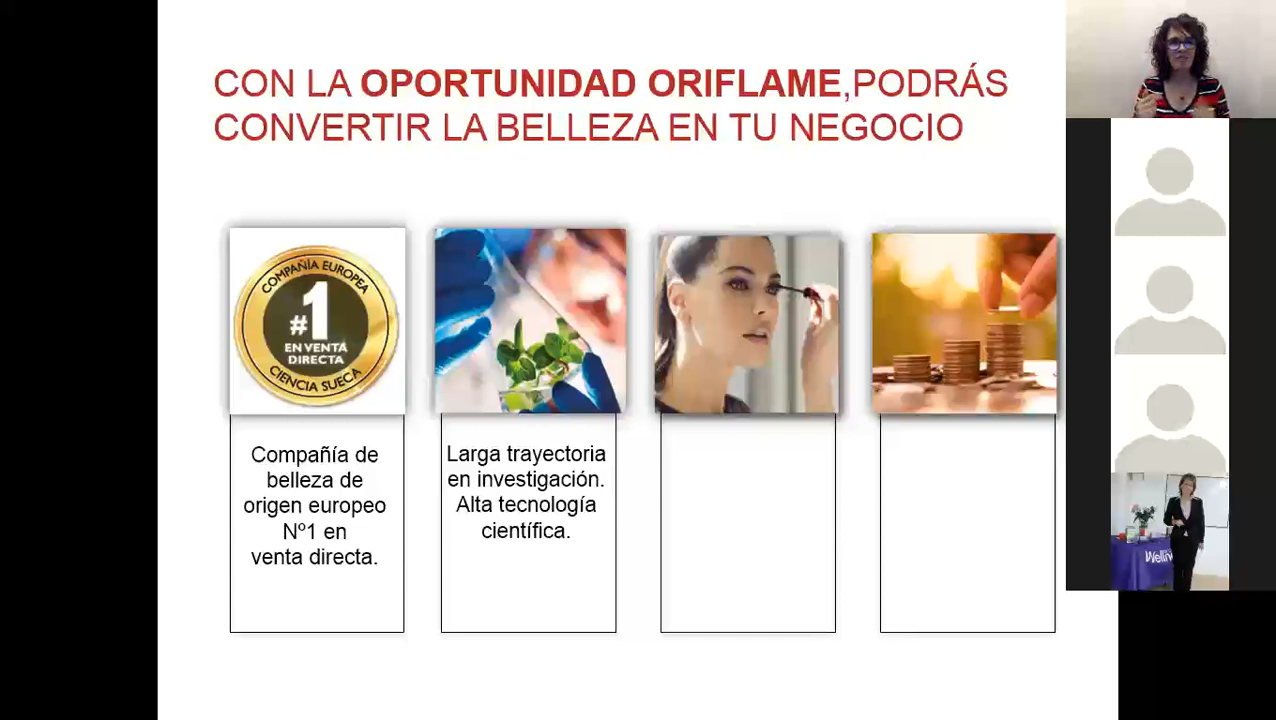 CON LA OPORTUNIDAD ORIFLAME,PODRÁS
CONVERTIR LA BELLEZA EN TU NEGOCIO
COMPAÑÍA EUROPEA
#1
EN VENTA
DIRECTA
CIENCIA SUECA
Compañía de
belleza de
origen europeo
Nº1 en
venta directa.
Larga trayectoria
en investigación.
Alta tecnología
científica.